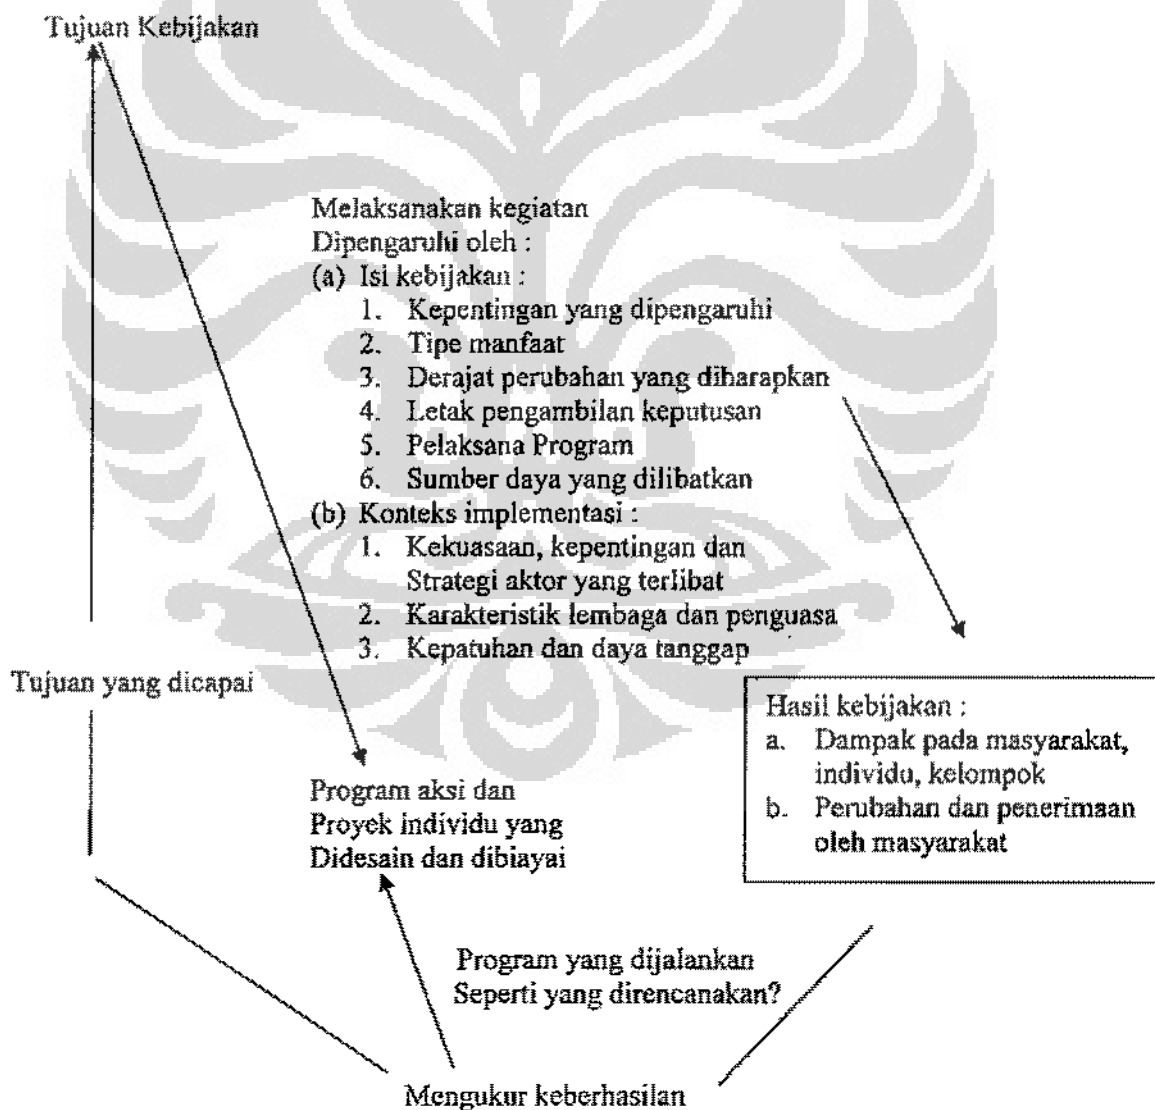 Tujuan Kebijakan
Melaksanakan kegiatan
Dipengaruhi oleh :
(a) Isi kebijakan :
1. Kepentingan yang dipengaruhi
2. Tipe manfaat
3. Derajat perubahan yang diharapkan
4. Letak pengambilan keputusan
5. Pelaksana Program
6. Sumber daya yang dilibatkan
(b) Konteks implementasi :
1. Kekuasaan, kepentingan dan
Strategi aktor yang terlibat
2. Karakteristik lembaga dan penguasa
3. Kepatuhan dan daya tanggap
Tujuan yang dicapai
Hasil kebijakan :
a. Dampak pada masyarakat,
individu, kelompok
b. Perubahan dan penerimaan
oleh masyarakat
Program aksi dan
Proyek individu yang
Didesain dan dibiayai
Program yang dijalankan
Seperti yang direncanakan?
Mengukur keberhasilan